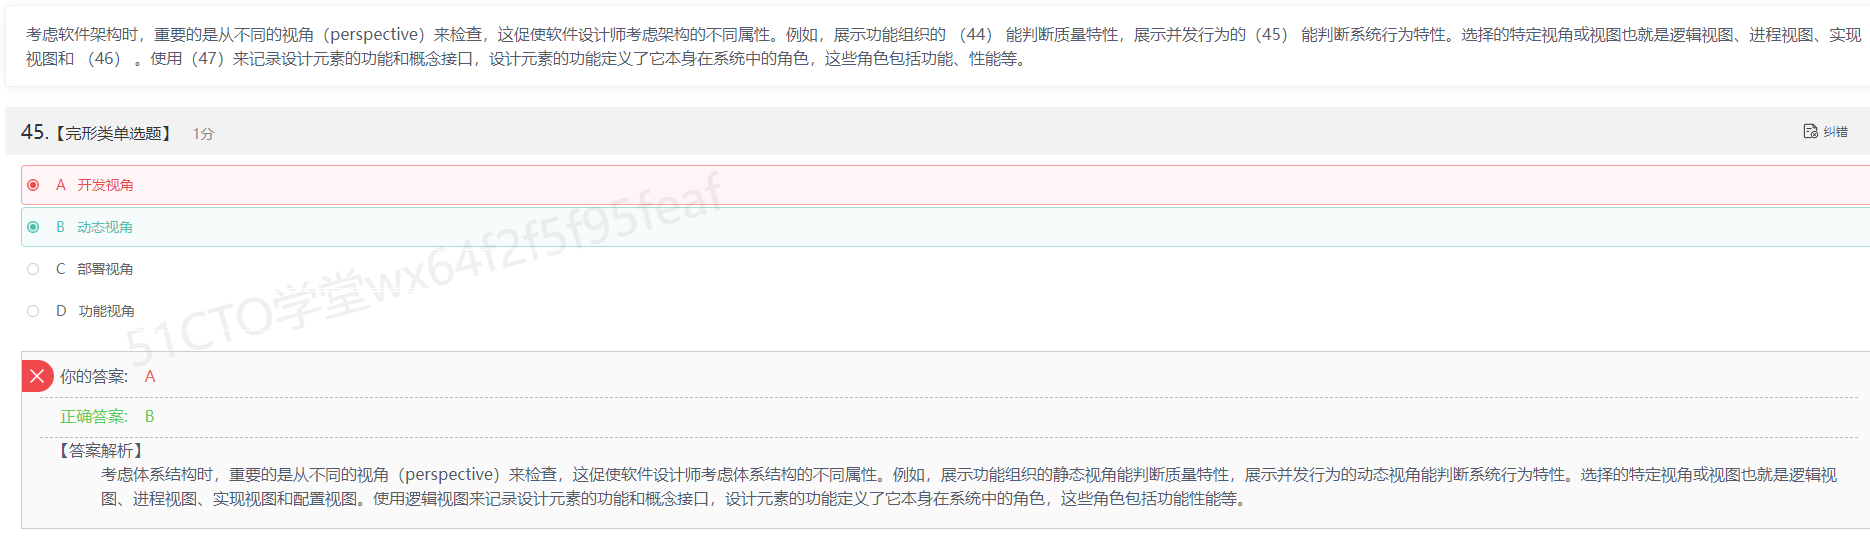 考虑软件架构时，重要的是从不同的视角（perspective）来检查，这促使软件设计师考虑架构的不同属性。例如，展示功能组织的 （44） 能判断质量特性，展示并发行为的（45） 能判断系统行为特性。选择的特定视角或视图也就是逻辑视图、进程视图、实现
视图和 （46） 。使用（47）来记录设计元素的功能和概念接口，设计元素的功能定义了它本身在系统中的角色，这些角色包括功能、性能等。
45.【完形类单选题】 1分 纠错
A 开发视角
B 动态视角
C 部署视角
D 功能视角
51CTO学堂wx64f2f5f95feaf
你的答案: A
正确答案: B
【答案解析】
考虑体系结构时，重要的是从不同的视角（perspective）来检查，这促使软件设计师考虑体系结构的不同属性。例如，展示功能组织的静态视角能判断质量特性，展示并发行为的动态视角能判断系统行为特性。选择的特定视角或视图也就是逻辑视
图、进程视图、实现视图和配置视图。使用逻辑视图来记录设计元素的功能和概念接口，设计元素的功能定义了它本身在系统中的角色，这些角色包括功能性能等。